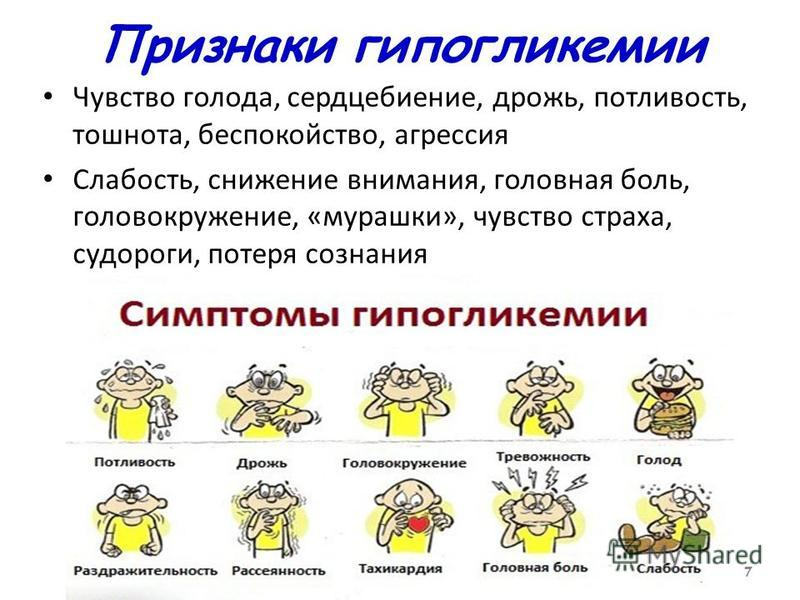 Признаки гипогликемии
• Чувство голода, сердцебиение, дрожь, потливость,
тошнота, беспокойство, агрессия
• Слабость, снижение внимания, головная боль,
головокружение, «мурашки», чувство страха,
судороги, потеря сознания
Симптомы гипогликемии
Потливость Дрожь Головокружение Тревожность Голод
Раздражительность Рассеянность Тахикардия Головная боль Слабость
MyShared
7